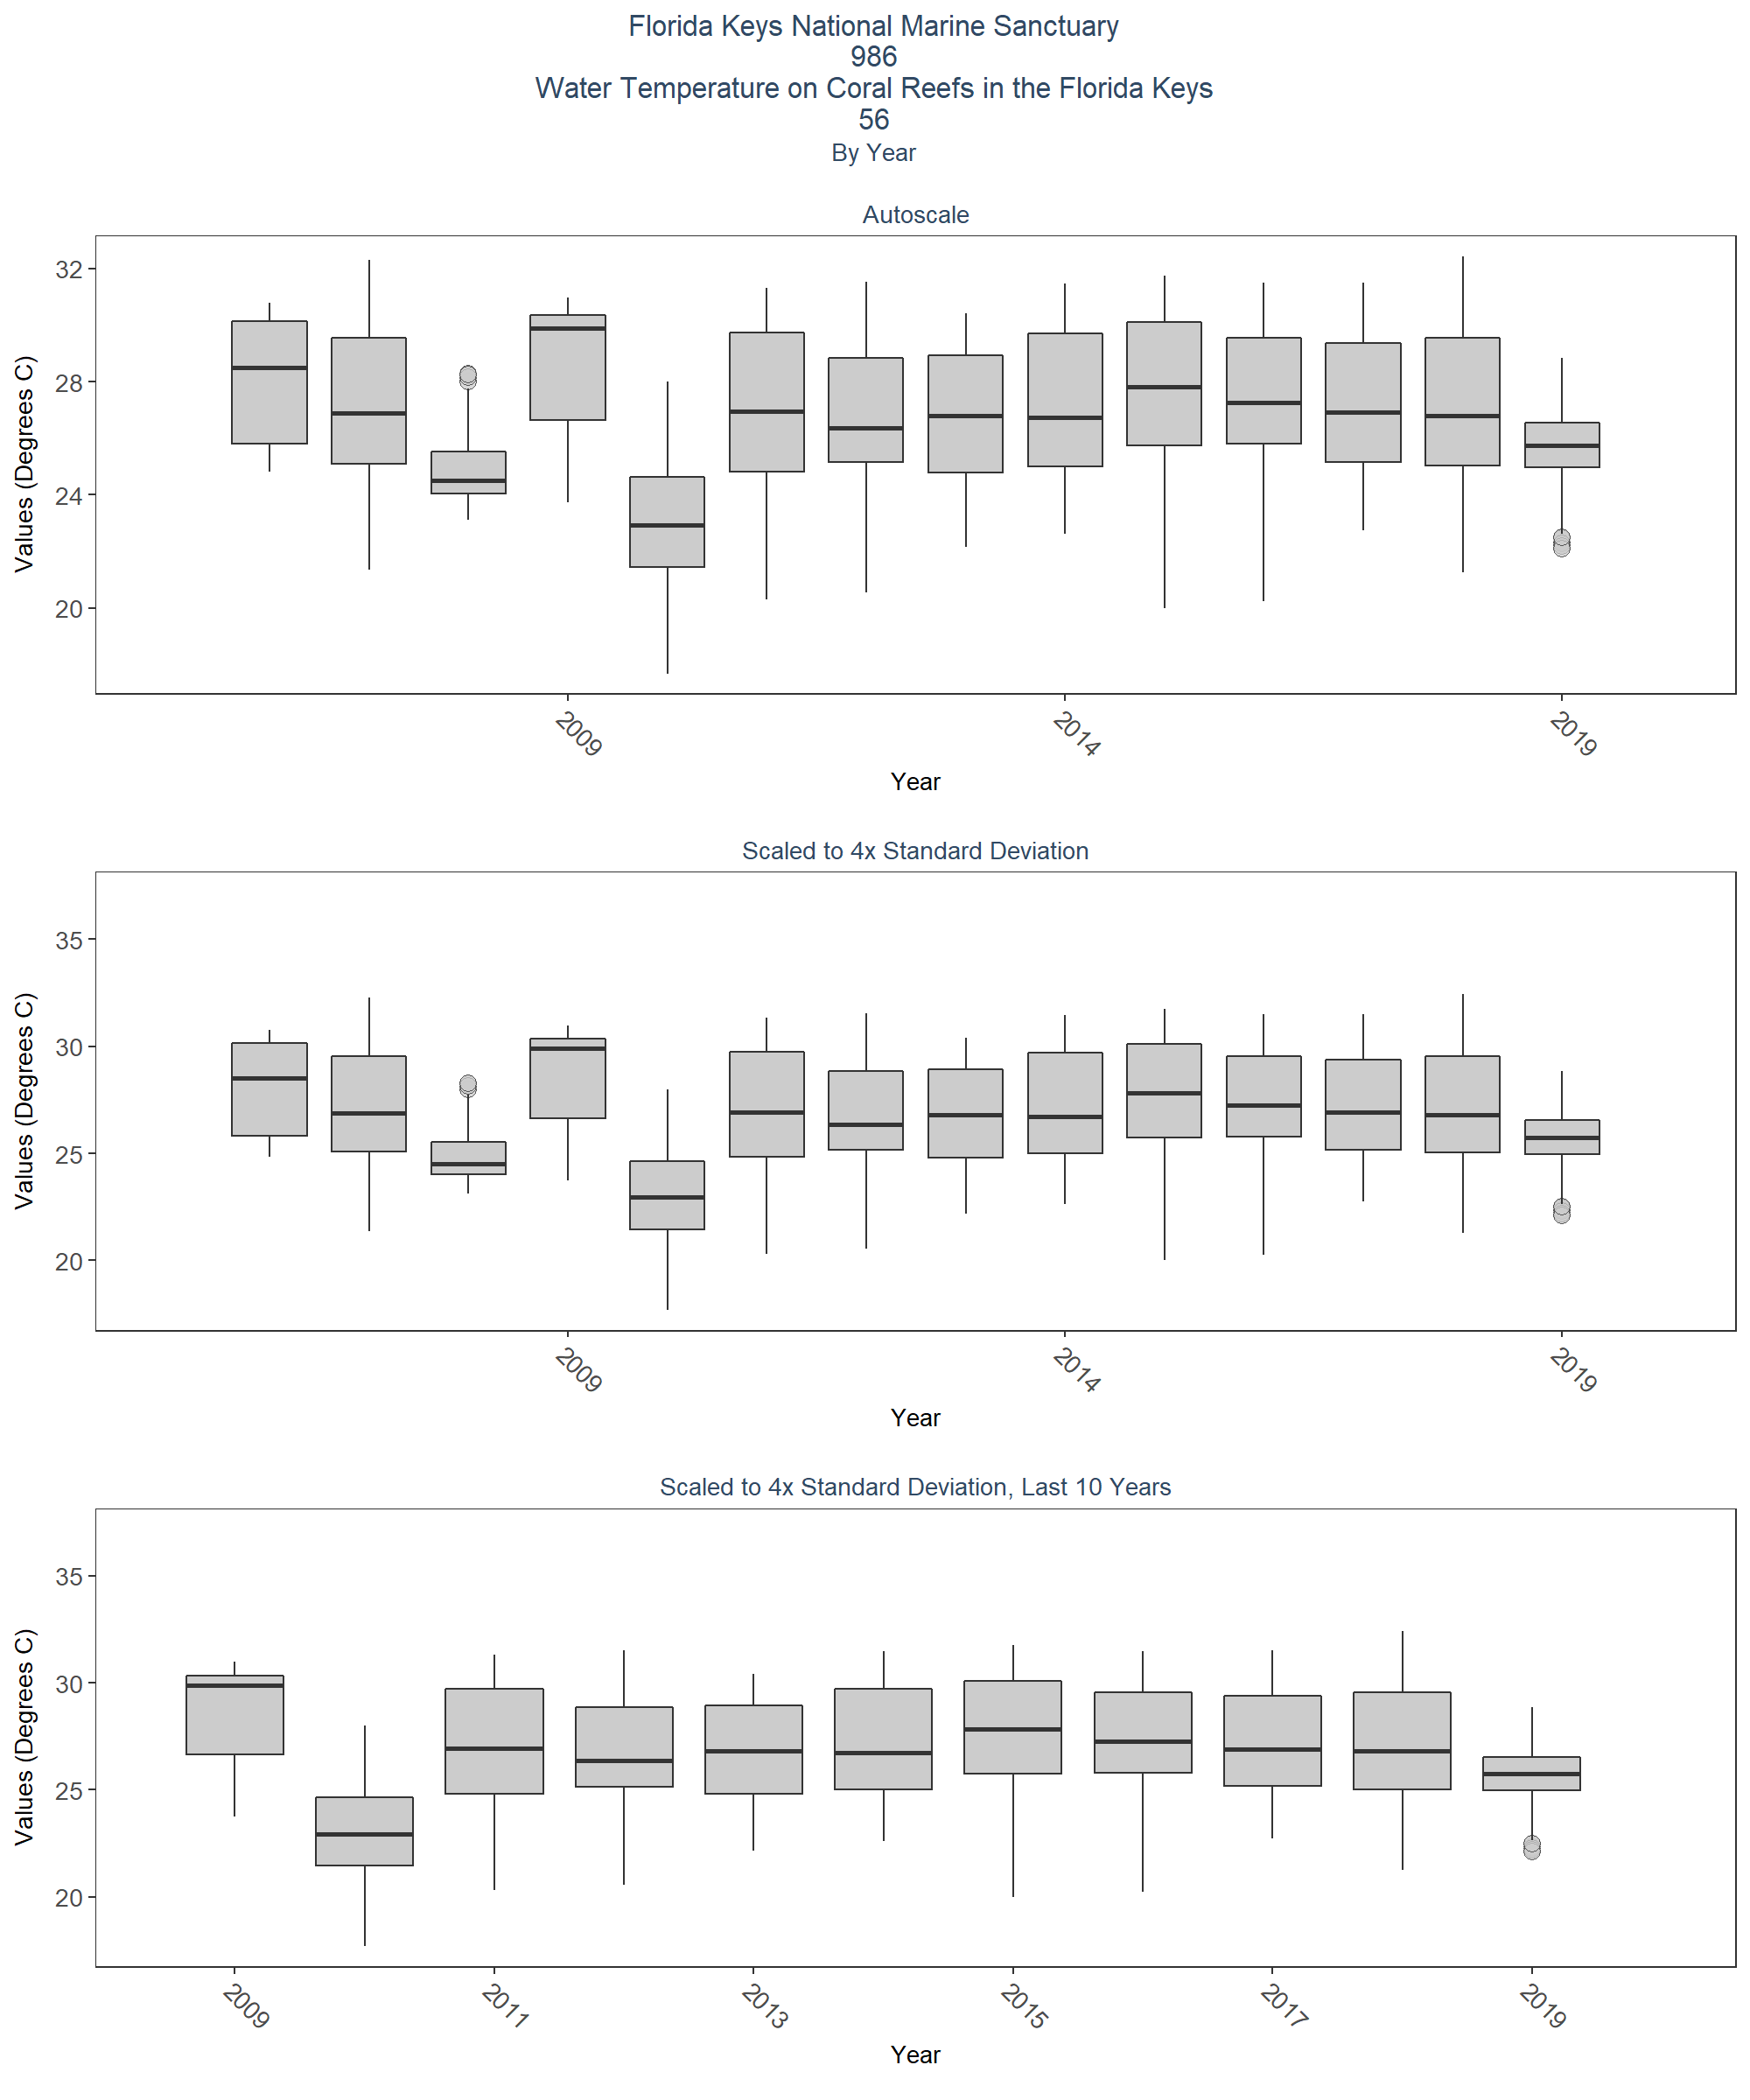 Florida Keys National Marine Sanctuary
986
Water Temperature on Coral Reefs in the Florida Keys
56
By Year
Autoscale
Values (Degrees C)
32
28
24
20
2009
2014
2019
Year
Scaled to 4x Standard Deviation
Values (Degrees C)
35
30
25
20
2009
2014
2019
Year
Scaled to 4x Standard Deviation, Last 10 Years
Values (Degrees C)
35
30
25
20
2009
2011
2013
2015
2017
2019
Year